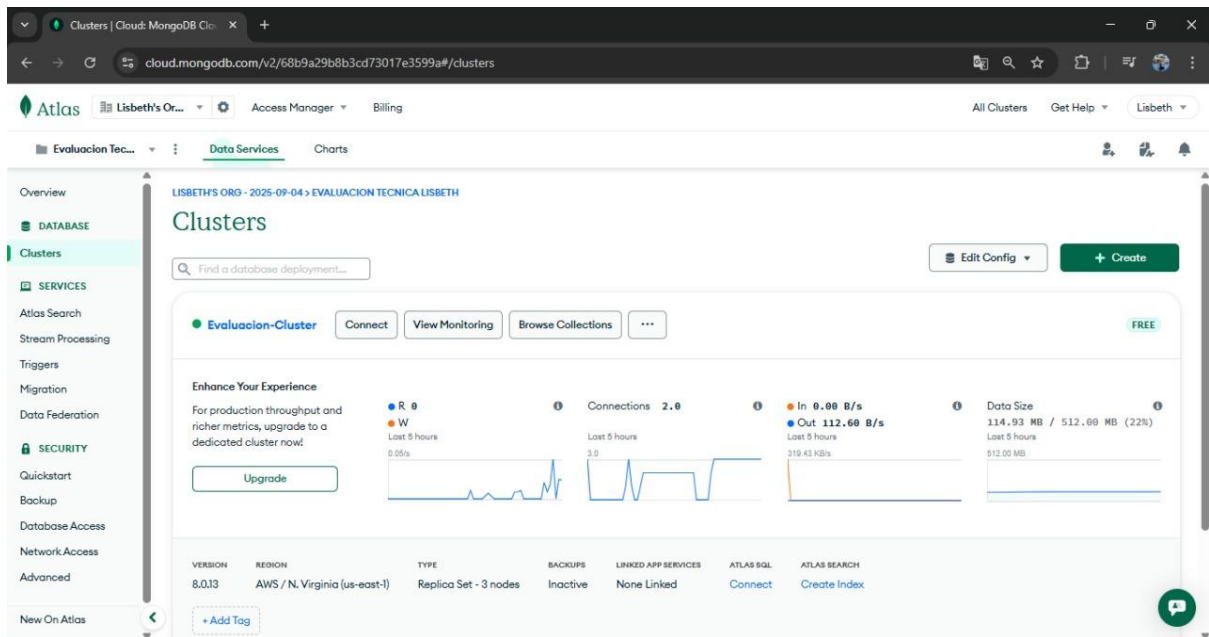 Clusters | Cloud: MongoDB Clo
cloud.mongodb.com/v2/68b9a29b8b3cd73017e3599a#/clusters
Atlas
Lisbeth's Or...
Access Manager
Billing
All Clusters
Get Help
Lisbeth
Evaluacion Tec...
Data Services
Charts
Overview
DATABASE
Clusters
SERVICES
Atlas Search
Stream Processing
Triggers
Migration
Data Federation
SECURITY
Quickstart
Backup
Database Access
Network Access
Advanced
New On Atlas
LISBETH'S ORG - 2025-09-04 > EVALUACION TECNICA LISBETH
Clusters
Find a database deployment...
Edit Config
+ Create
Evaluacion-Cluster
Connect
View Monitoring
Browse Collections
...
FREE
Enhance Your Experience
For production throughput and
richer metrics, upgrade to a
dedicated cluster now!
Upgrade
R 0
W
Last 5 hours
0.05/s
Connections 2.0
Last 5 hours
3.0
In 0.00 B/s
Out 112.60 B/s
Last 5 hours
319.43 KB/s
Data Size
114.93 MB / 512.00 MB (22%)
Last 5 hours
512.00 MB
VERSION REGION TYPE BACKUPS LINKED APP SERVICES ATLAS SQL ATLAS SEARCH
8.0.13 AWS / N. Virginia (us-east-1) Replica Set - 3 nodes Inactive None Linked Connect Create Index
+ Add Tag